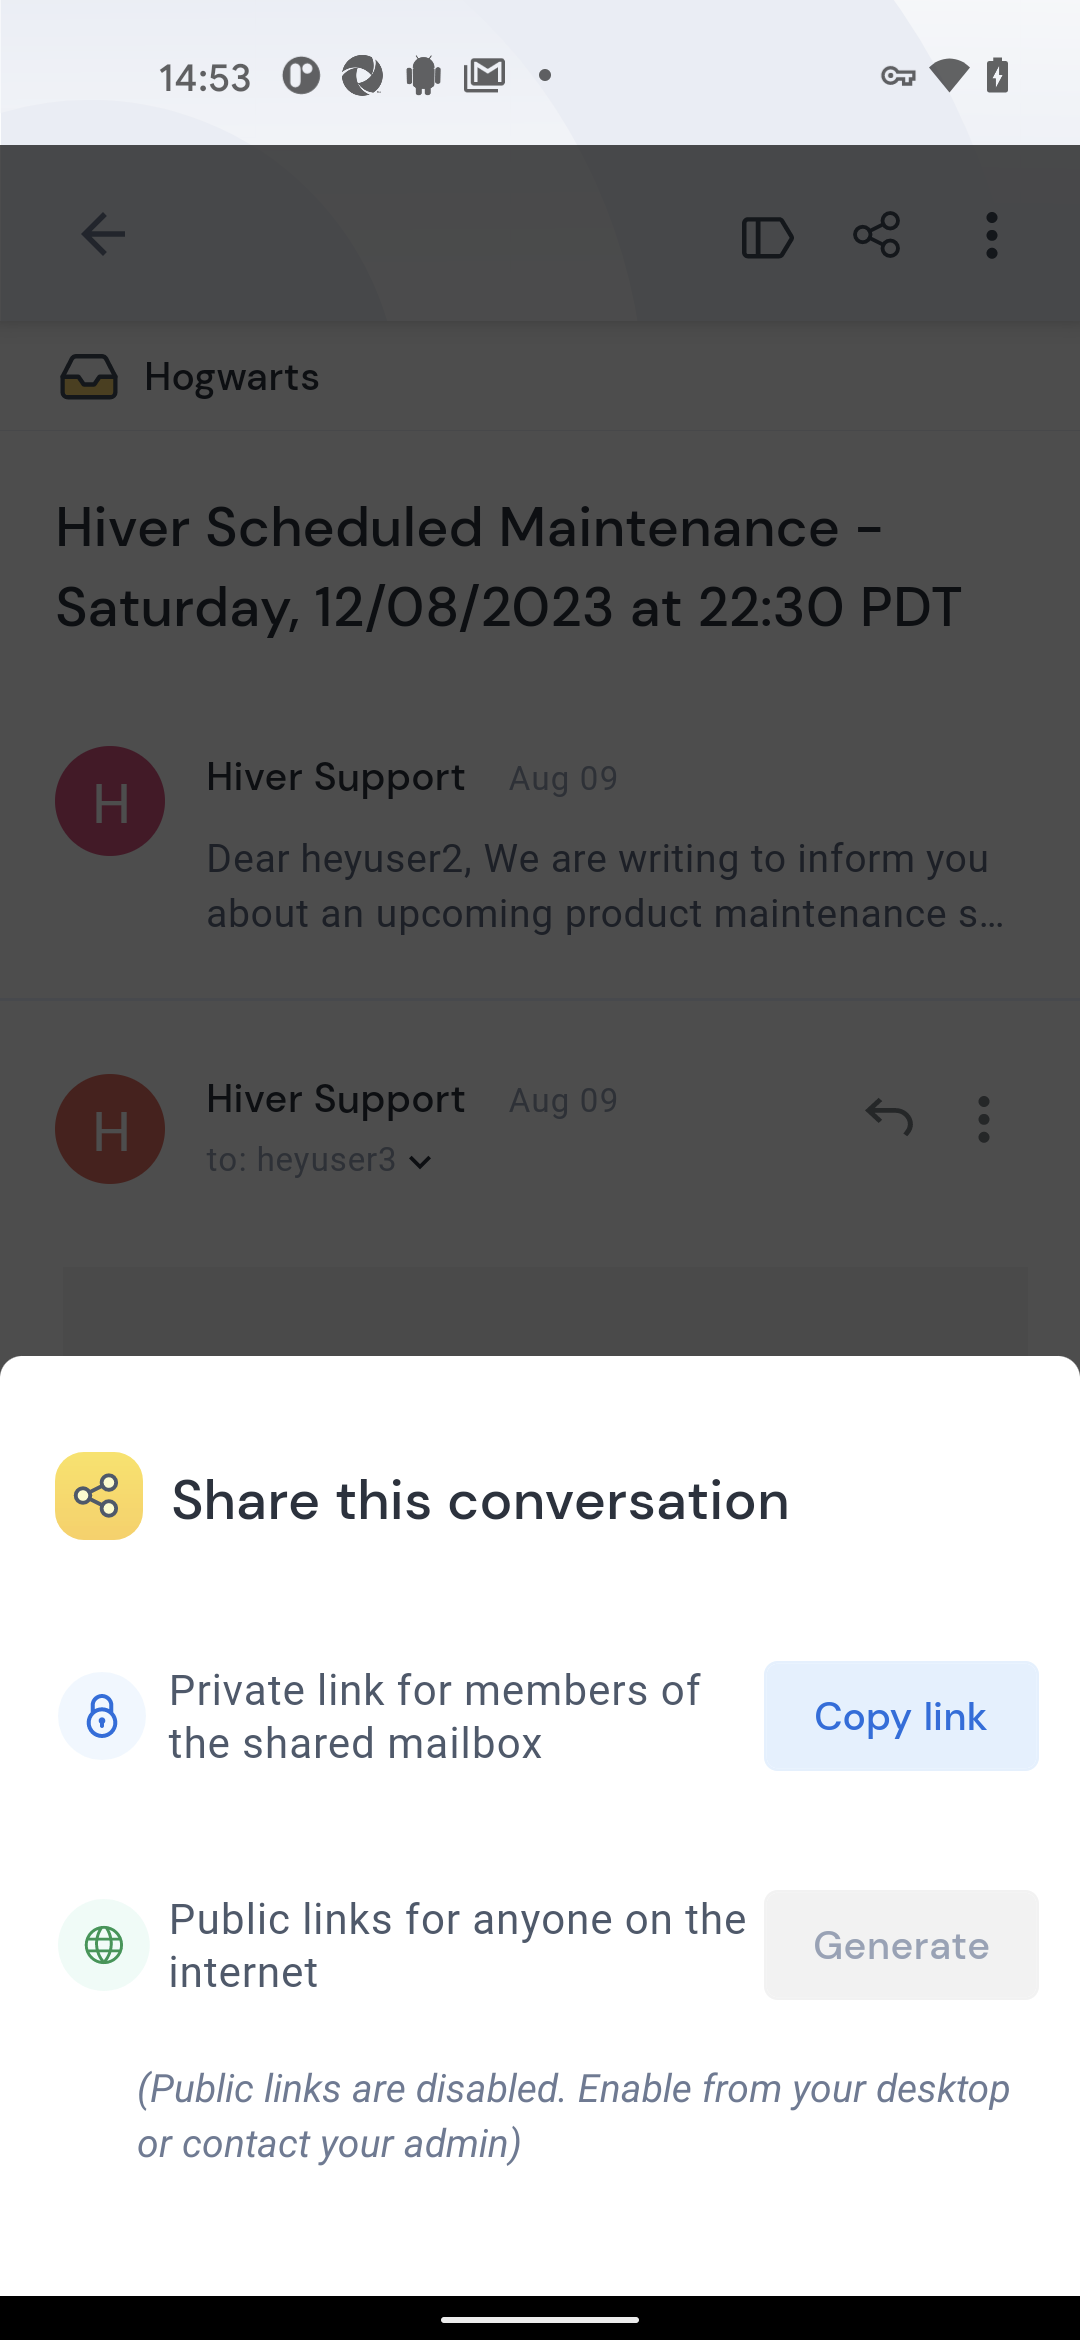 14:53
Hogwarts
Hiver Scheduled Maintenance -
Saturday, 12/08/2023 at 22:30 PDT
H
Hiver Support Aug 09
Dear heyuser2, We are writing to inform you
about an upcoming product maintenance s...
H
Hiver Support Aug 09
to: heyuser3
Share this conversation
Private link for members of
the shared mailbox
Copy link
Public links for anyone on the
internet
Generate
(Public links are disabled. Enable from your desktop
or contact your admin)